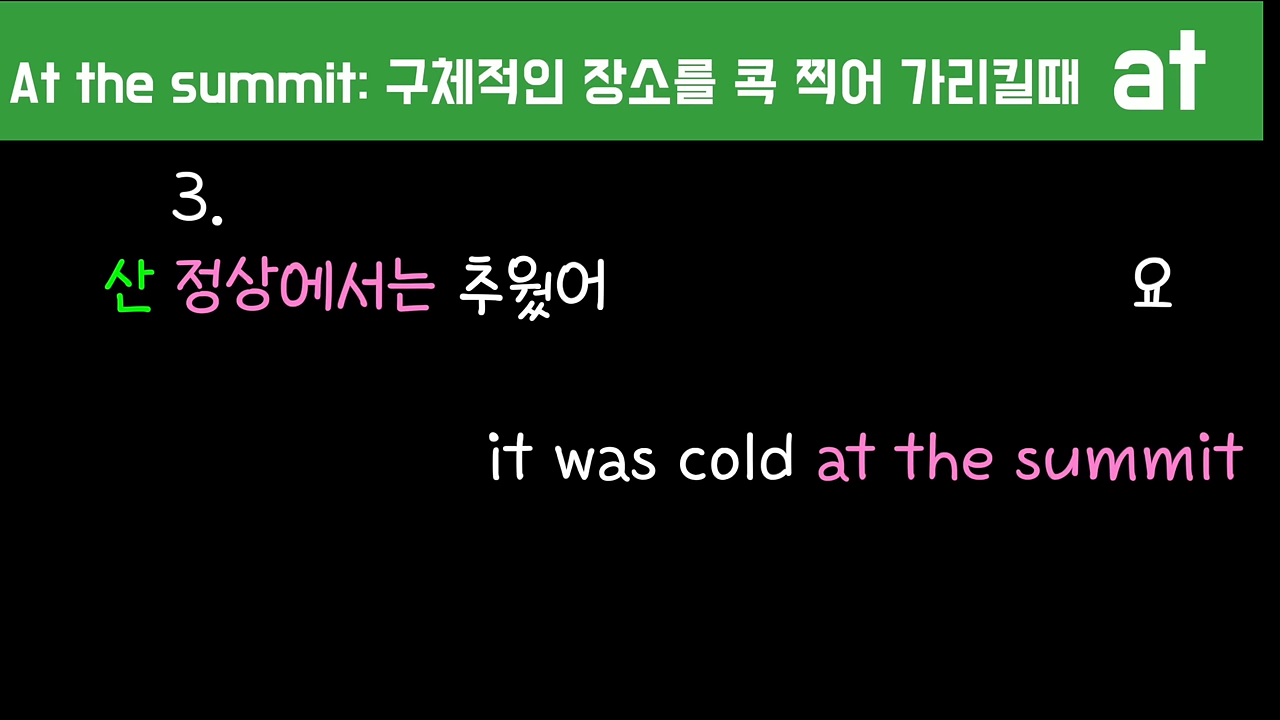 At the summit: 구체적인 장소를 콕 찍어 가리킬때 at
3.
산 정상에서는 추웠어 요
it was cold at the summit